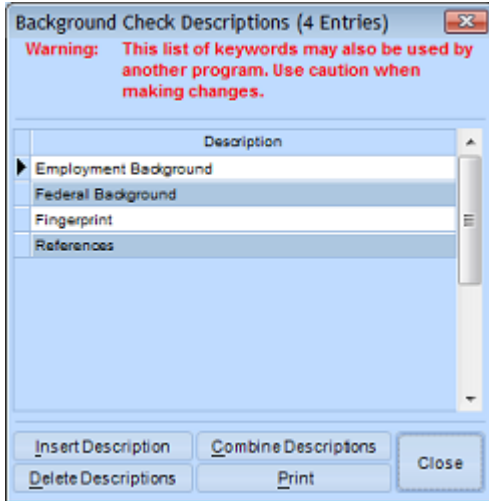 Background Check Descriptions (4 Entries)
Warning: This list of keywords may also be used by
another program. Use caution when
making changes.
Description
Employment Background
Federal Background
Fingerprint
References
Insert Description
Combine Descriptions
Close
Delete Descriptions
Print